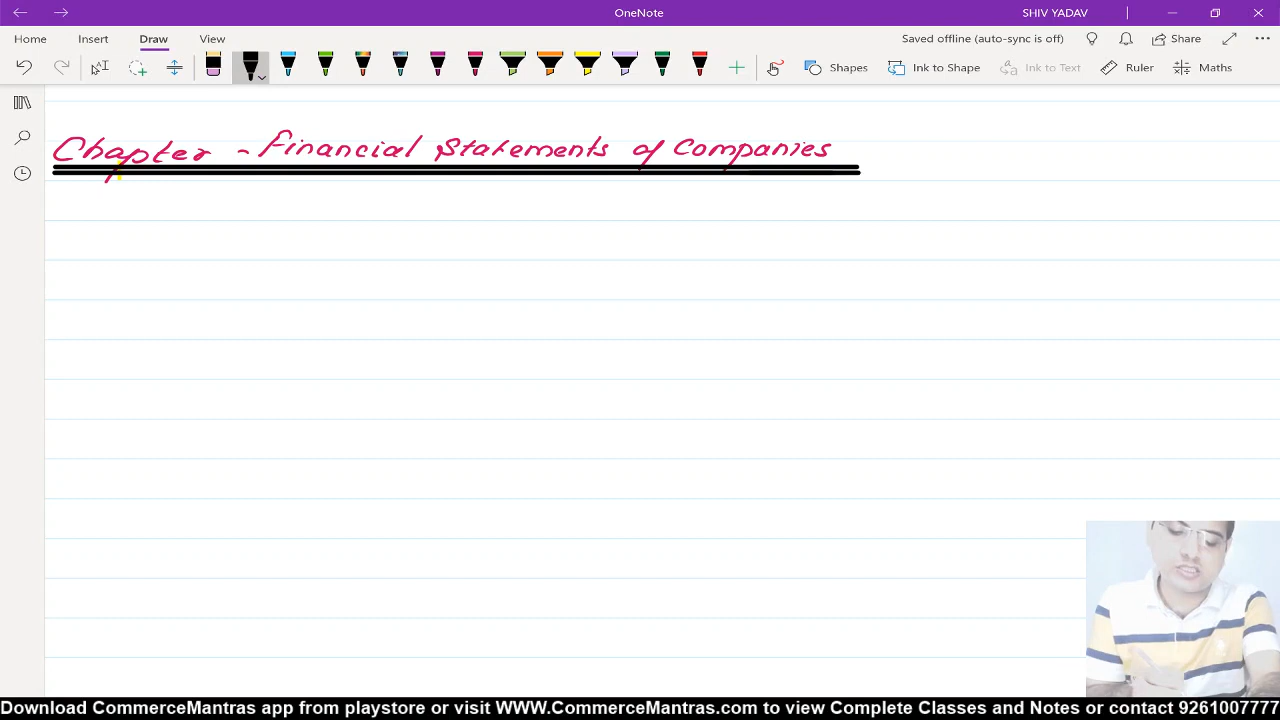 OneNote
SHIV YADAV
Home Insert Draw View
Saved offline (auto-sync is off)
Share
Shapes Ink to Shape Ink to Text Ruler Maths
Chapter - Financial Statements of Companies
Download CommerceMantras app from playstore or visit WWW.CommerceMantras.com to view Complete Classes and Notes or contact 9261007777